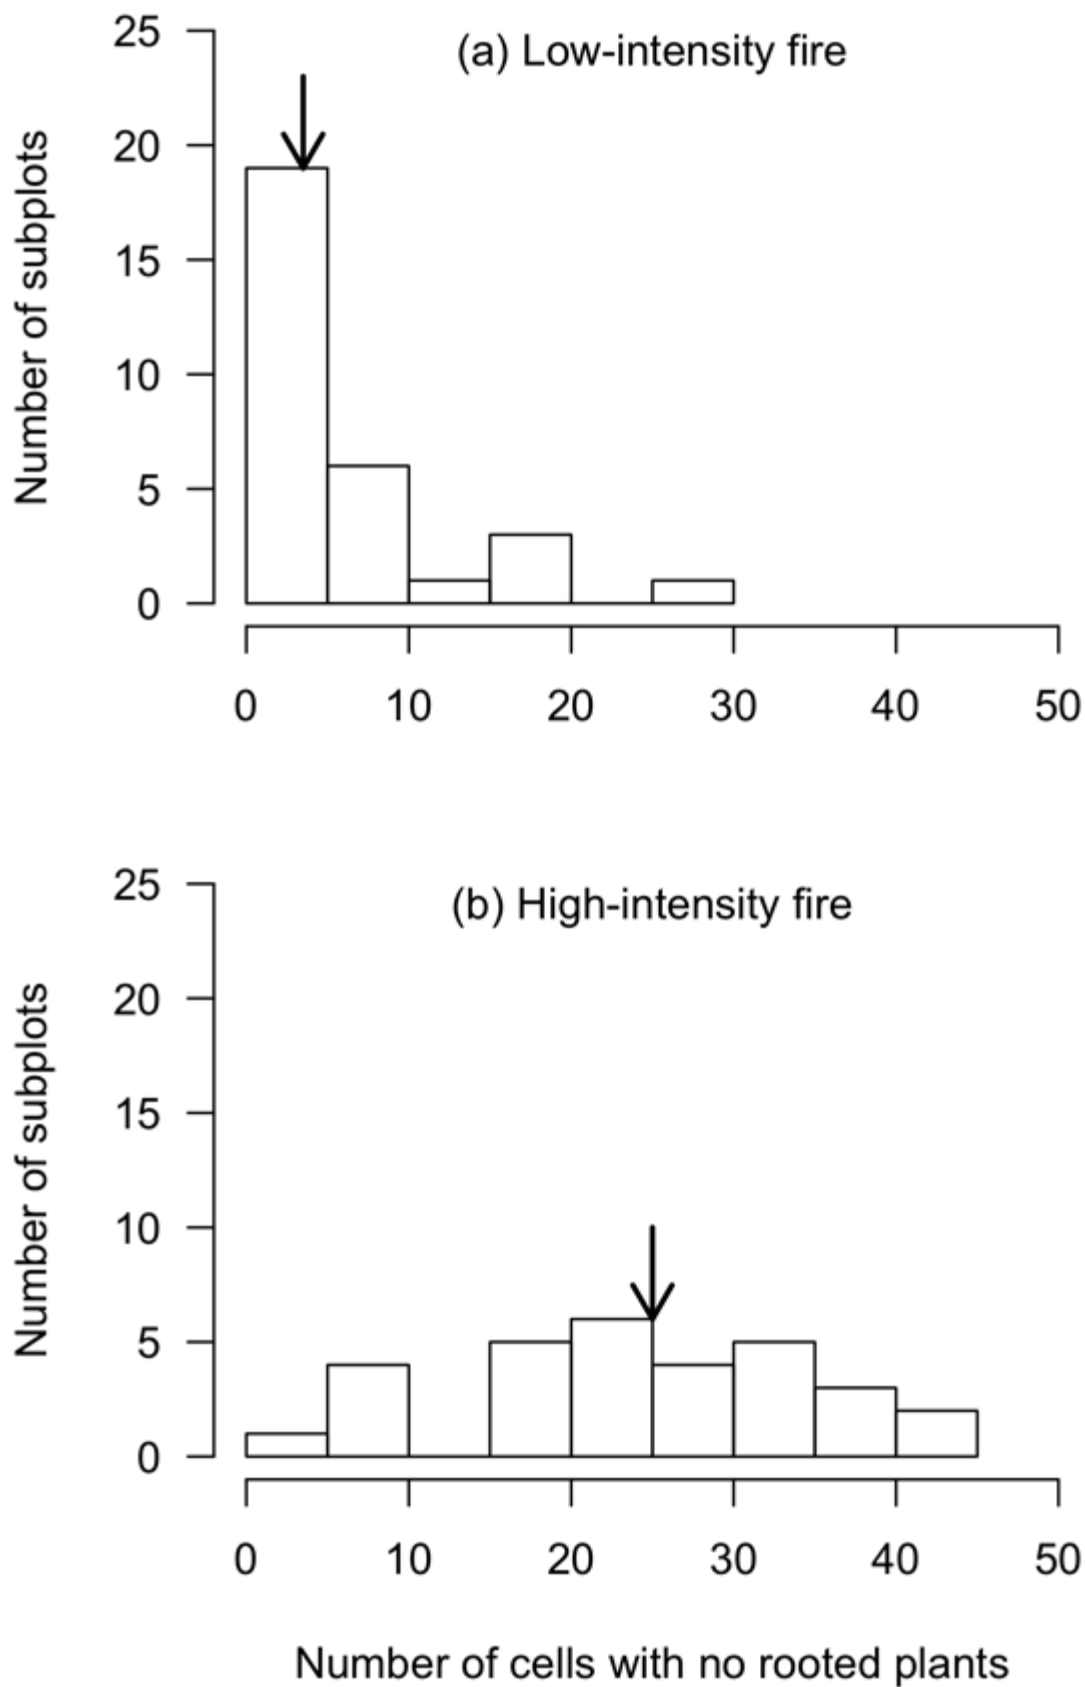 (a) Low-intensity fire
Number of subplots
25
20
15
10
5
0
0 10 20 30 40 50
(b) High-intensity fire
Number of subplots
25
20
15
10
5
0
0 10 20 30 40 50
Number of cells with no rooted plants